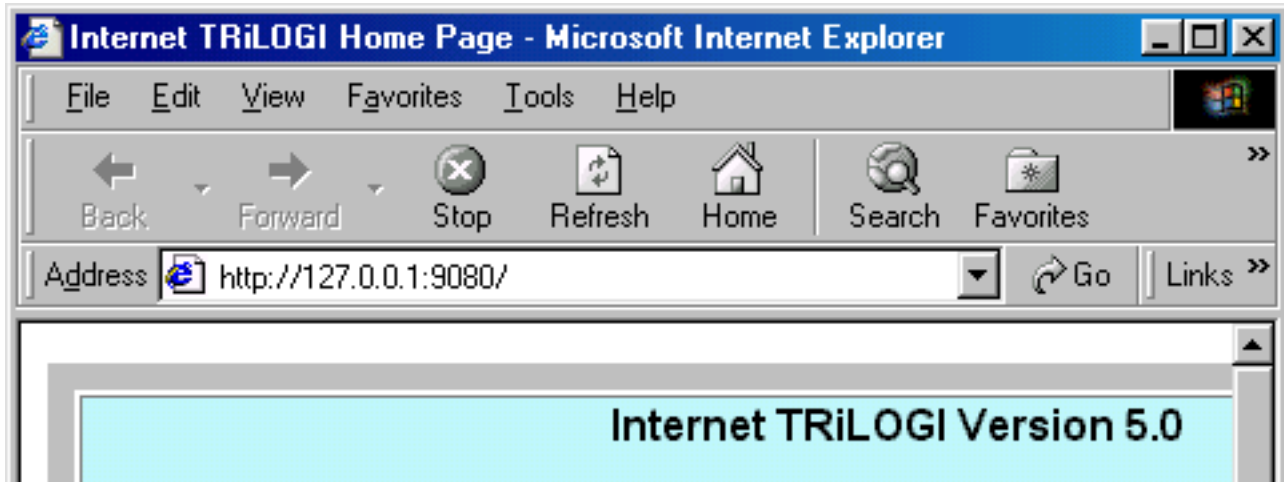 Internet TRiLOGI Home Page - Microsoft Internet Explorer
File Edit View Favorites Tools Help
Back Forward Stop Refresh Home Search Favorites »
Address http://127.0.0.1:9080/ Go Links »
Internet TRiLOGI Version 5.0